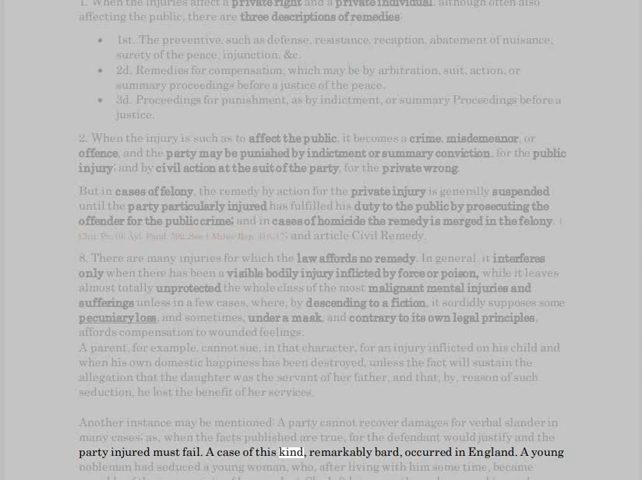 1. When the injuries affect a private right and a private individual, although often also
affecting the public, there are three descriptions of remedies:
• 1st. The preventive, such as defense, resistance, recaption, abatement of nuisance,
surety of the peace, injunction, &c.
• 2d. Remedies for compensation, which may be by arbitration, suit, action, or
summary proceedings before a justice of the peace.
• 3d. Proceedings for punishment, as by indictment, or summary Proceedings before a
justice.
2. When the injury is such as to affect the public, it becomes a crime, misdemeanor, or
offence, and the party may be punished by indictment or summary conviction, for the public
injury; and by civil action at the suit of the party, for the private wrong.
But in cases of felony, the remedy by action for the private injury is generally suspended
until the party particularly injured has fulfilled his duty to the public by prosecuting the
offender for the public crime; and in cases of homicide the remedy is merged in the felony. 1
Chit. Pr. 10; Ayl. Pand. 592. See 1 Miss. Rep. 316, 17; and article Civil Remedy.
8. There are many injuries for which the law affords no remedy. In general, it interferes
only when there has been a visible bodily injury inflicted by force or poison, while it leaves
almost totally unprotected the whole class of the most malignant mental injuries and
sufferings unless in a few cases, where, by descending to a fiction, it sordidly supposes some
pecuniary loss, and sometimes, under a mask, and contrary to its own legal principles,
affords compensation to wounded feelings.
A parent, for example, cannot sue, in that character, for an injury inflicted on his child and
when his own domestic happiness has been destroyed, unless the fact will sustain the
allegation that the daughter was the servant of her father, and that, by, reason of such
seduction, he lost the benefit of her services.
Another instance may be mentioned: A party cannot recover damages for verbal slander in
many cases; as, when the facts published are true, for the defendant would justify and the
party injured must fail. A case of this kind, remarkably bard, occurred in England. A young
nobleman had seduced a young woman, who, after living with him some time, became